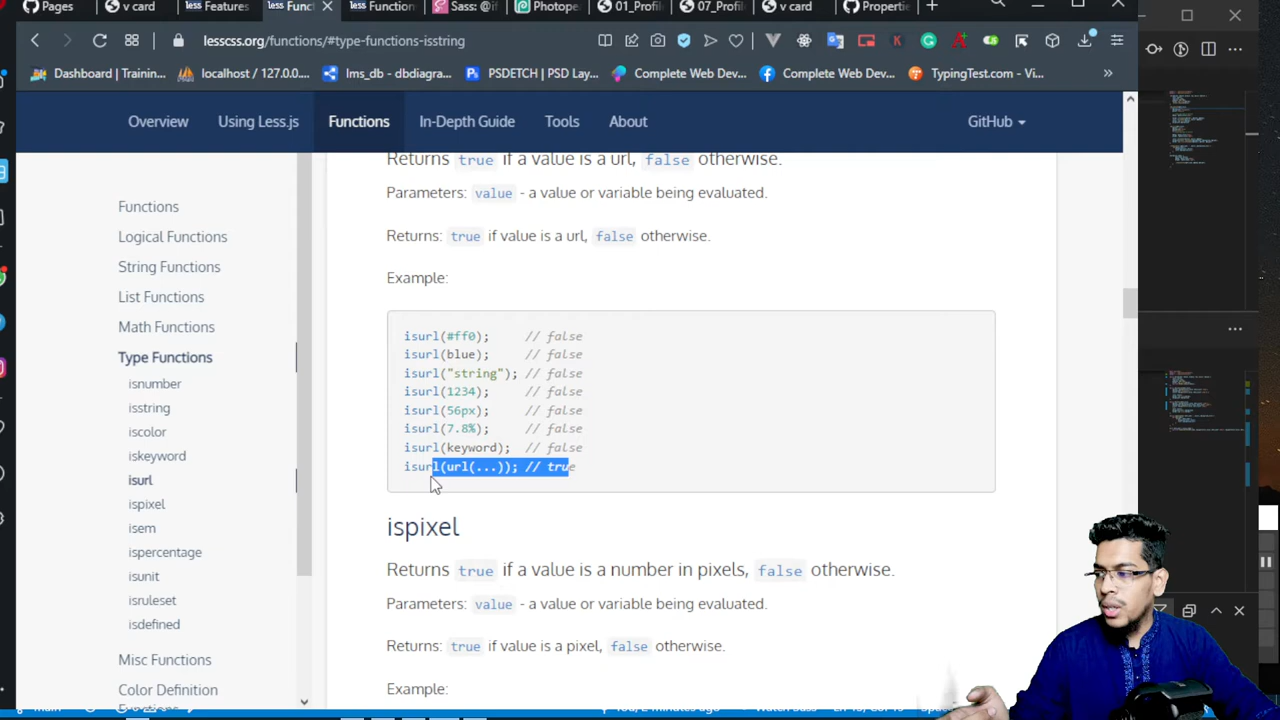 Pages
v card
less Features
less Func
Function
Sass: @if
Photope
01_Profil
07_Prof
v card
Properti
lesscss.org/functions/#type-functions-isstring
Dashboard | Trainin...
localhost / 127.0.0....
lms_db - dbdiagra...
PSDETCH | PSD Lay...
Complete Web Dev...
Complete Web Dev...
TypingTest.com - Vi...
Overview
Using Less.js
Functions
In-Depth Guide
Tools
About
GitHub
Functions
Logical Functions
String Functions
List Functions
Math Functions
Type Functions
isnumber
isstring
iscolor
iskeyword
isurl
ispixel
isem
ispercentage
isunit
isruleset
isdefined
Misc Functions
Color Definition
Returns true if a value is a url, false otherwise.
Parameters: value - a value or variable being evaluated.
Returns: true if value is a url, false otherwise.
Example:
isurl(#ff0); // false
isurl(blue); // false
isurl("string"); // false
isurl(1234); // false
isurl(56px); // false
isurl(7.8%); // false
isurl(keyword); // false
isurl(url(...)); // true
ispixel
Returns true if a value is a number in pixels, false otherwise.
Parameters: value - a value or variable being evaluated.
Returns: true if value is a pixel, false otherwise.
Example: